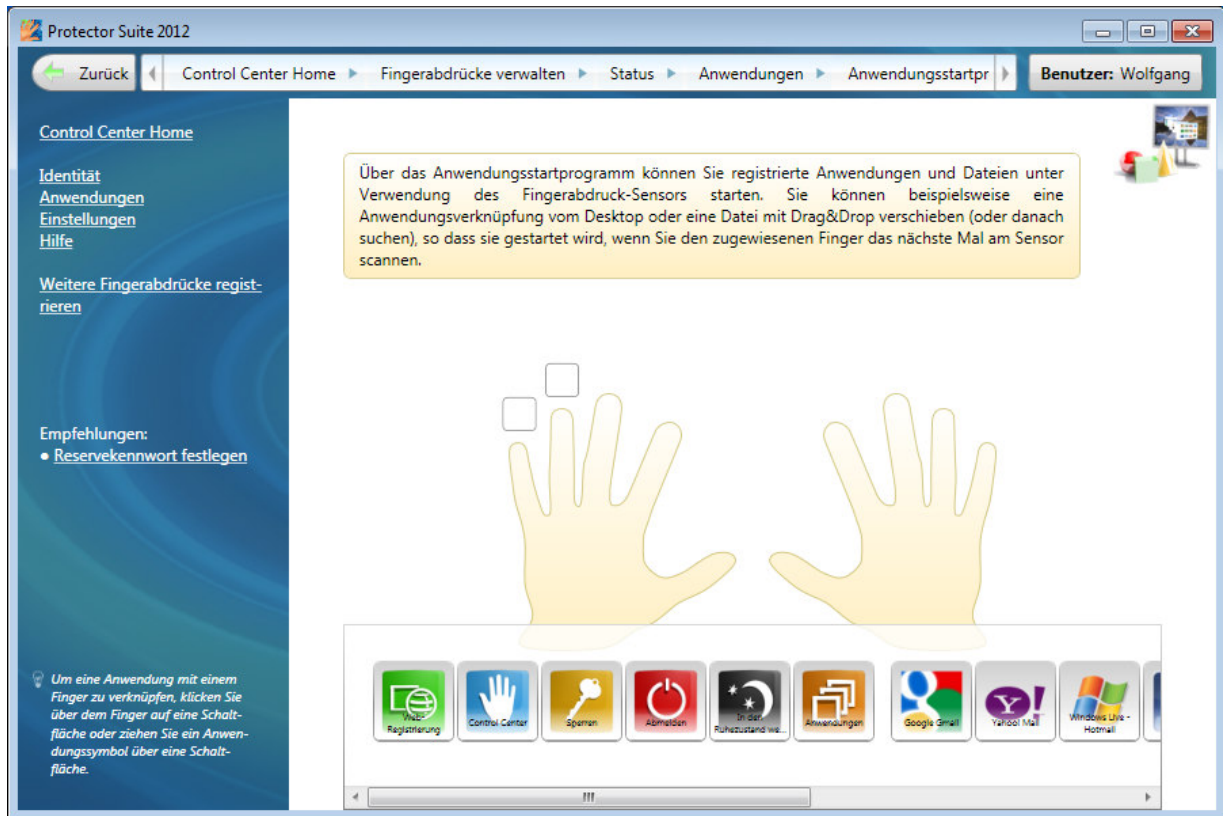 Protector Suite 2012
Zurück
Control Center Home
Fingerabdrücke verwalten
Status
Anwendungen
Anwendungsstartpr
Benutzer: Wolfgang
Control Center Home
Identität
Anwendungen
Einstellungen
Hilfe
Weitere Fingerabdrücke regist-
rieren
Empfehlungen:
• Reservekennwort festlegen
Um eine Anwendung mit einem
Finger zu verknüpfen, klicken Sie
über dem Finger auf eine Schalt-
fläche oder ziehen Sie ein Anwen-
dungssymbol über eine Schalt-
fläche.
Über das Anwendungsstartprogramm können Sie registrierte Anwendungen und Dateien unter
Verwendung des Fingerabdruck-Sensors starten. Sie können beispielsweise eine
Anwendungsverknüpfung vom Desktop oder eine Datei mit Drag&Drop verschieben (oder danach
suchen), so dass sie gestartet wird, wenn Sie den zugewiesenen Finger das nächste Mal am Sensor
scannen.
Web-
Registrierung
Control Center
Sperren
Abmelden
In den
Ruhezustand we...
Anwendungen
Google Gmail
Y!
Yahoo! Mail
Windows Live -
Hotmail